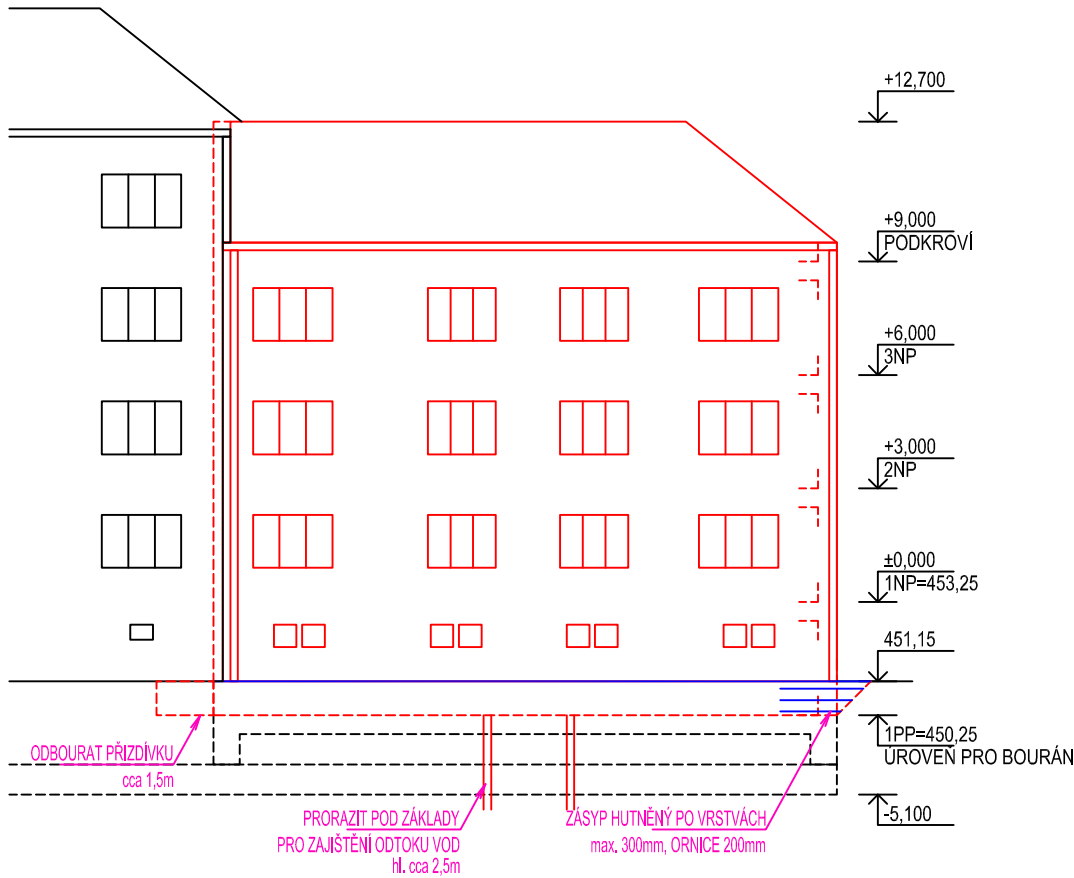 +12,700
+9,000
PODKROVÍ
+6,000
3NP
+3,000
2NP
±0,000
1NP=453,25
451,15
1PP=450,25
ÚROVEŇ PRO BOURÁN
-5,100
ODBOURAT PŘIZDÍVKU
cca 1,5m
PRORAZIT POD ZÁKLADY
PRO ZAJIŠTĚNÍ ODTOKU VOD
hl. cca 2,5m
ZÁSYP HUTNĚNÝ PO VRSTVÁCH
max. 300mm, ORNICE 200mm